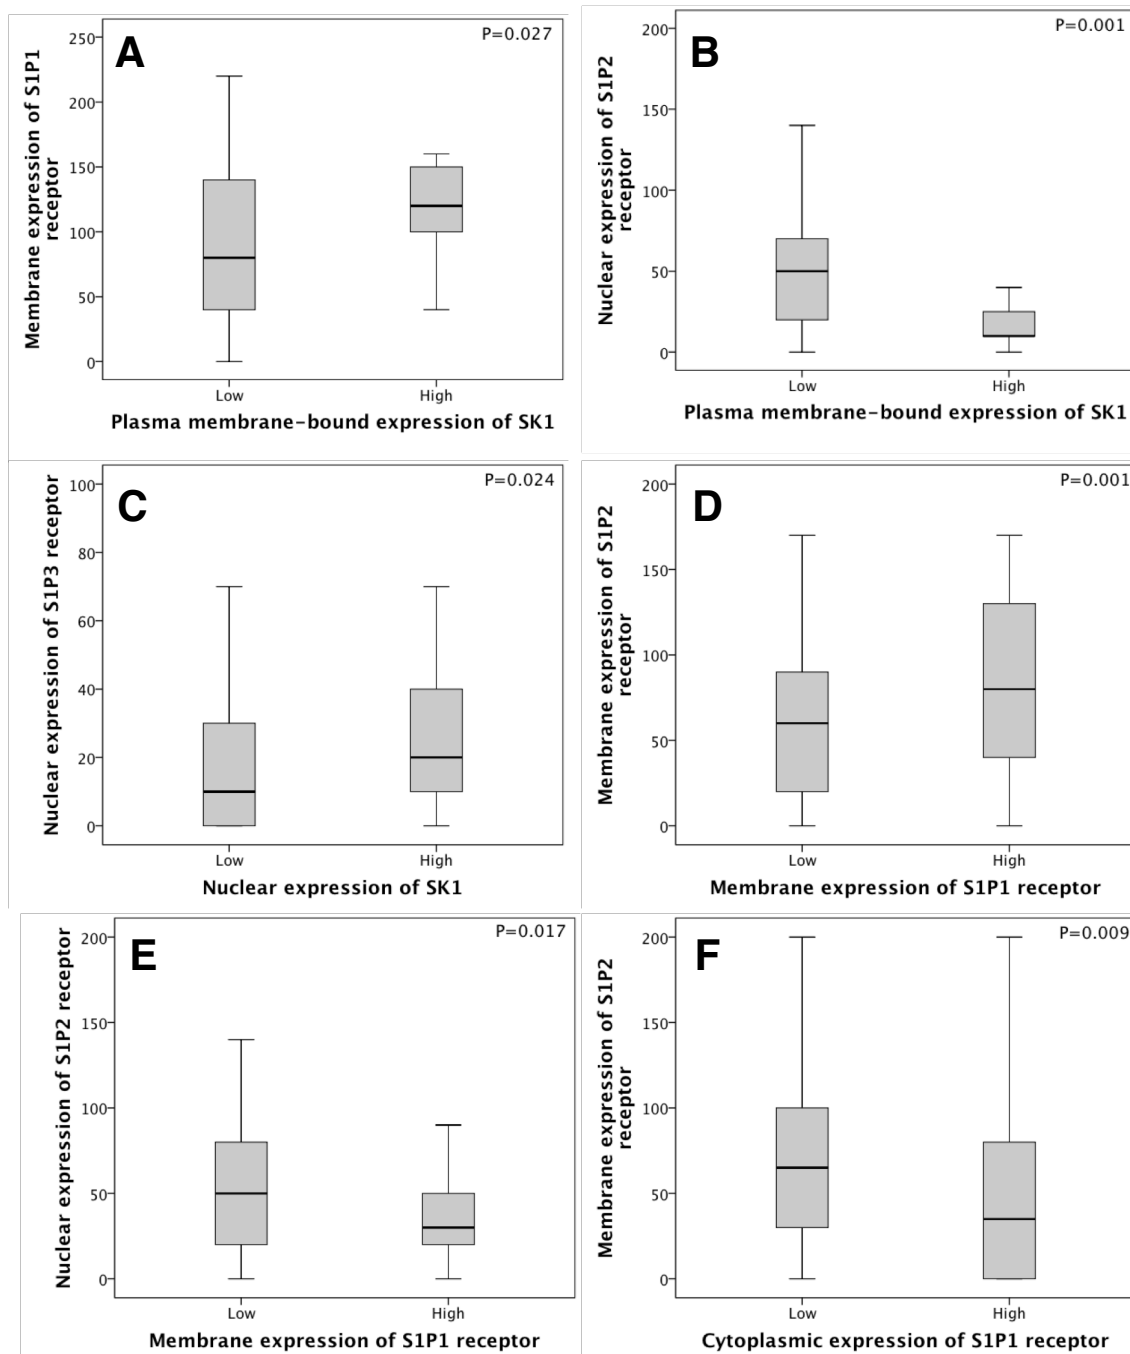 A
P=0.027
Membrane expression of S1P1
receptor
250
200
150
100
50
0
Low
High
Plasma membrane-bound expression of SK1
B
P=0.001
Nuclear expression of S1P2
receptor
200
150
100
50
0
Low
High
Plasma membrane-bound expression of SK1
C
P=0.024
Nuclear expression of S1P3 receptor
100
80
60
40
20
0
Low
High
Nuclear expression of SK1
D
P=0.001
Membrane expression of S1P2
receptor
200
150
100
50
0
Low
High
Membrane expression of S1P1 receptor
E
P=0.017
Nuclear expression of S1P2 receptor
200
150
100
50
0
Low
High
Membrane expression of S1P1 receptor
F
P=0.009
Membrane expression of S1P2
receptor
200
150
100
50
0
Low
High
Cytoplasmic expression of S1P1 receptor